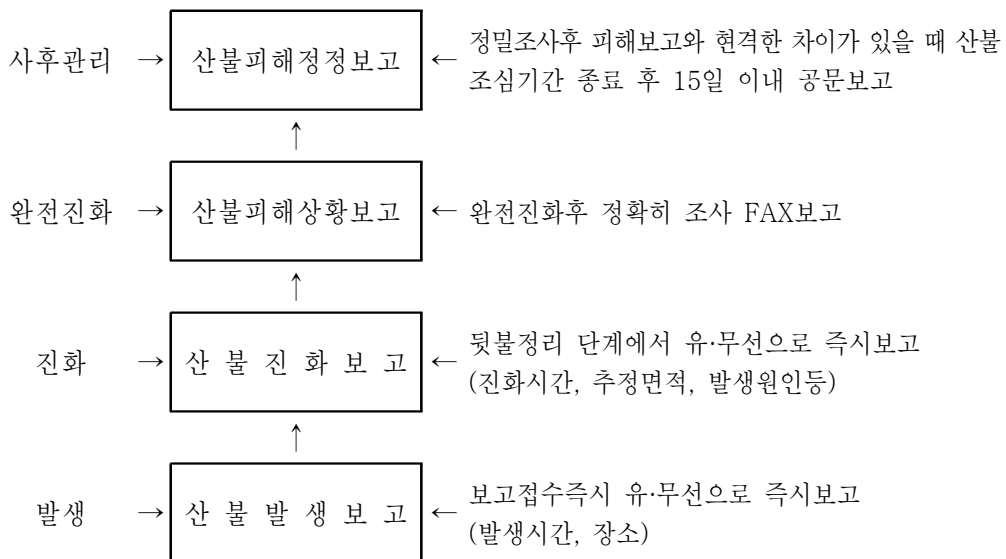 사후관리 → 산불피해정정보고 ← 정밀조사후 피해보고와 현격한 차이가 있을 때 산불
조심기간 종료 후 15일 이내 공문보고
↑
완전진화 → 산불피해상황보고 ← 완전진화후 정확히 조사 FAX보고
↑
진화 → 산 불 진 화 보 고 ← 뒷불정리 단계에서 유·무선으로 즉시보고
(진화시간, 추정면적, 발생원인등)
↑
발생 → 산 불 발 생 보 고 ← 보고접수즉시 유·무선으로 즉시보고
(발생시간, 장소)